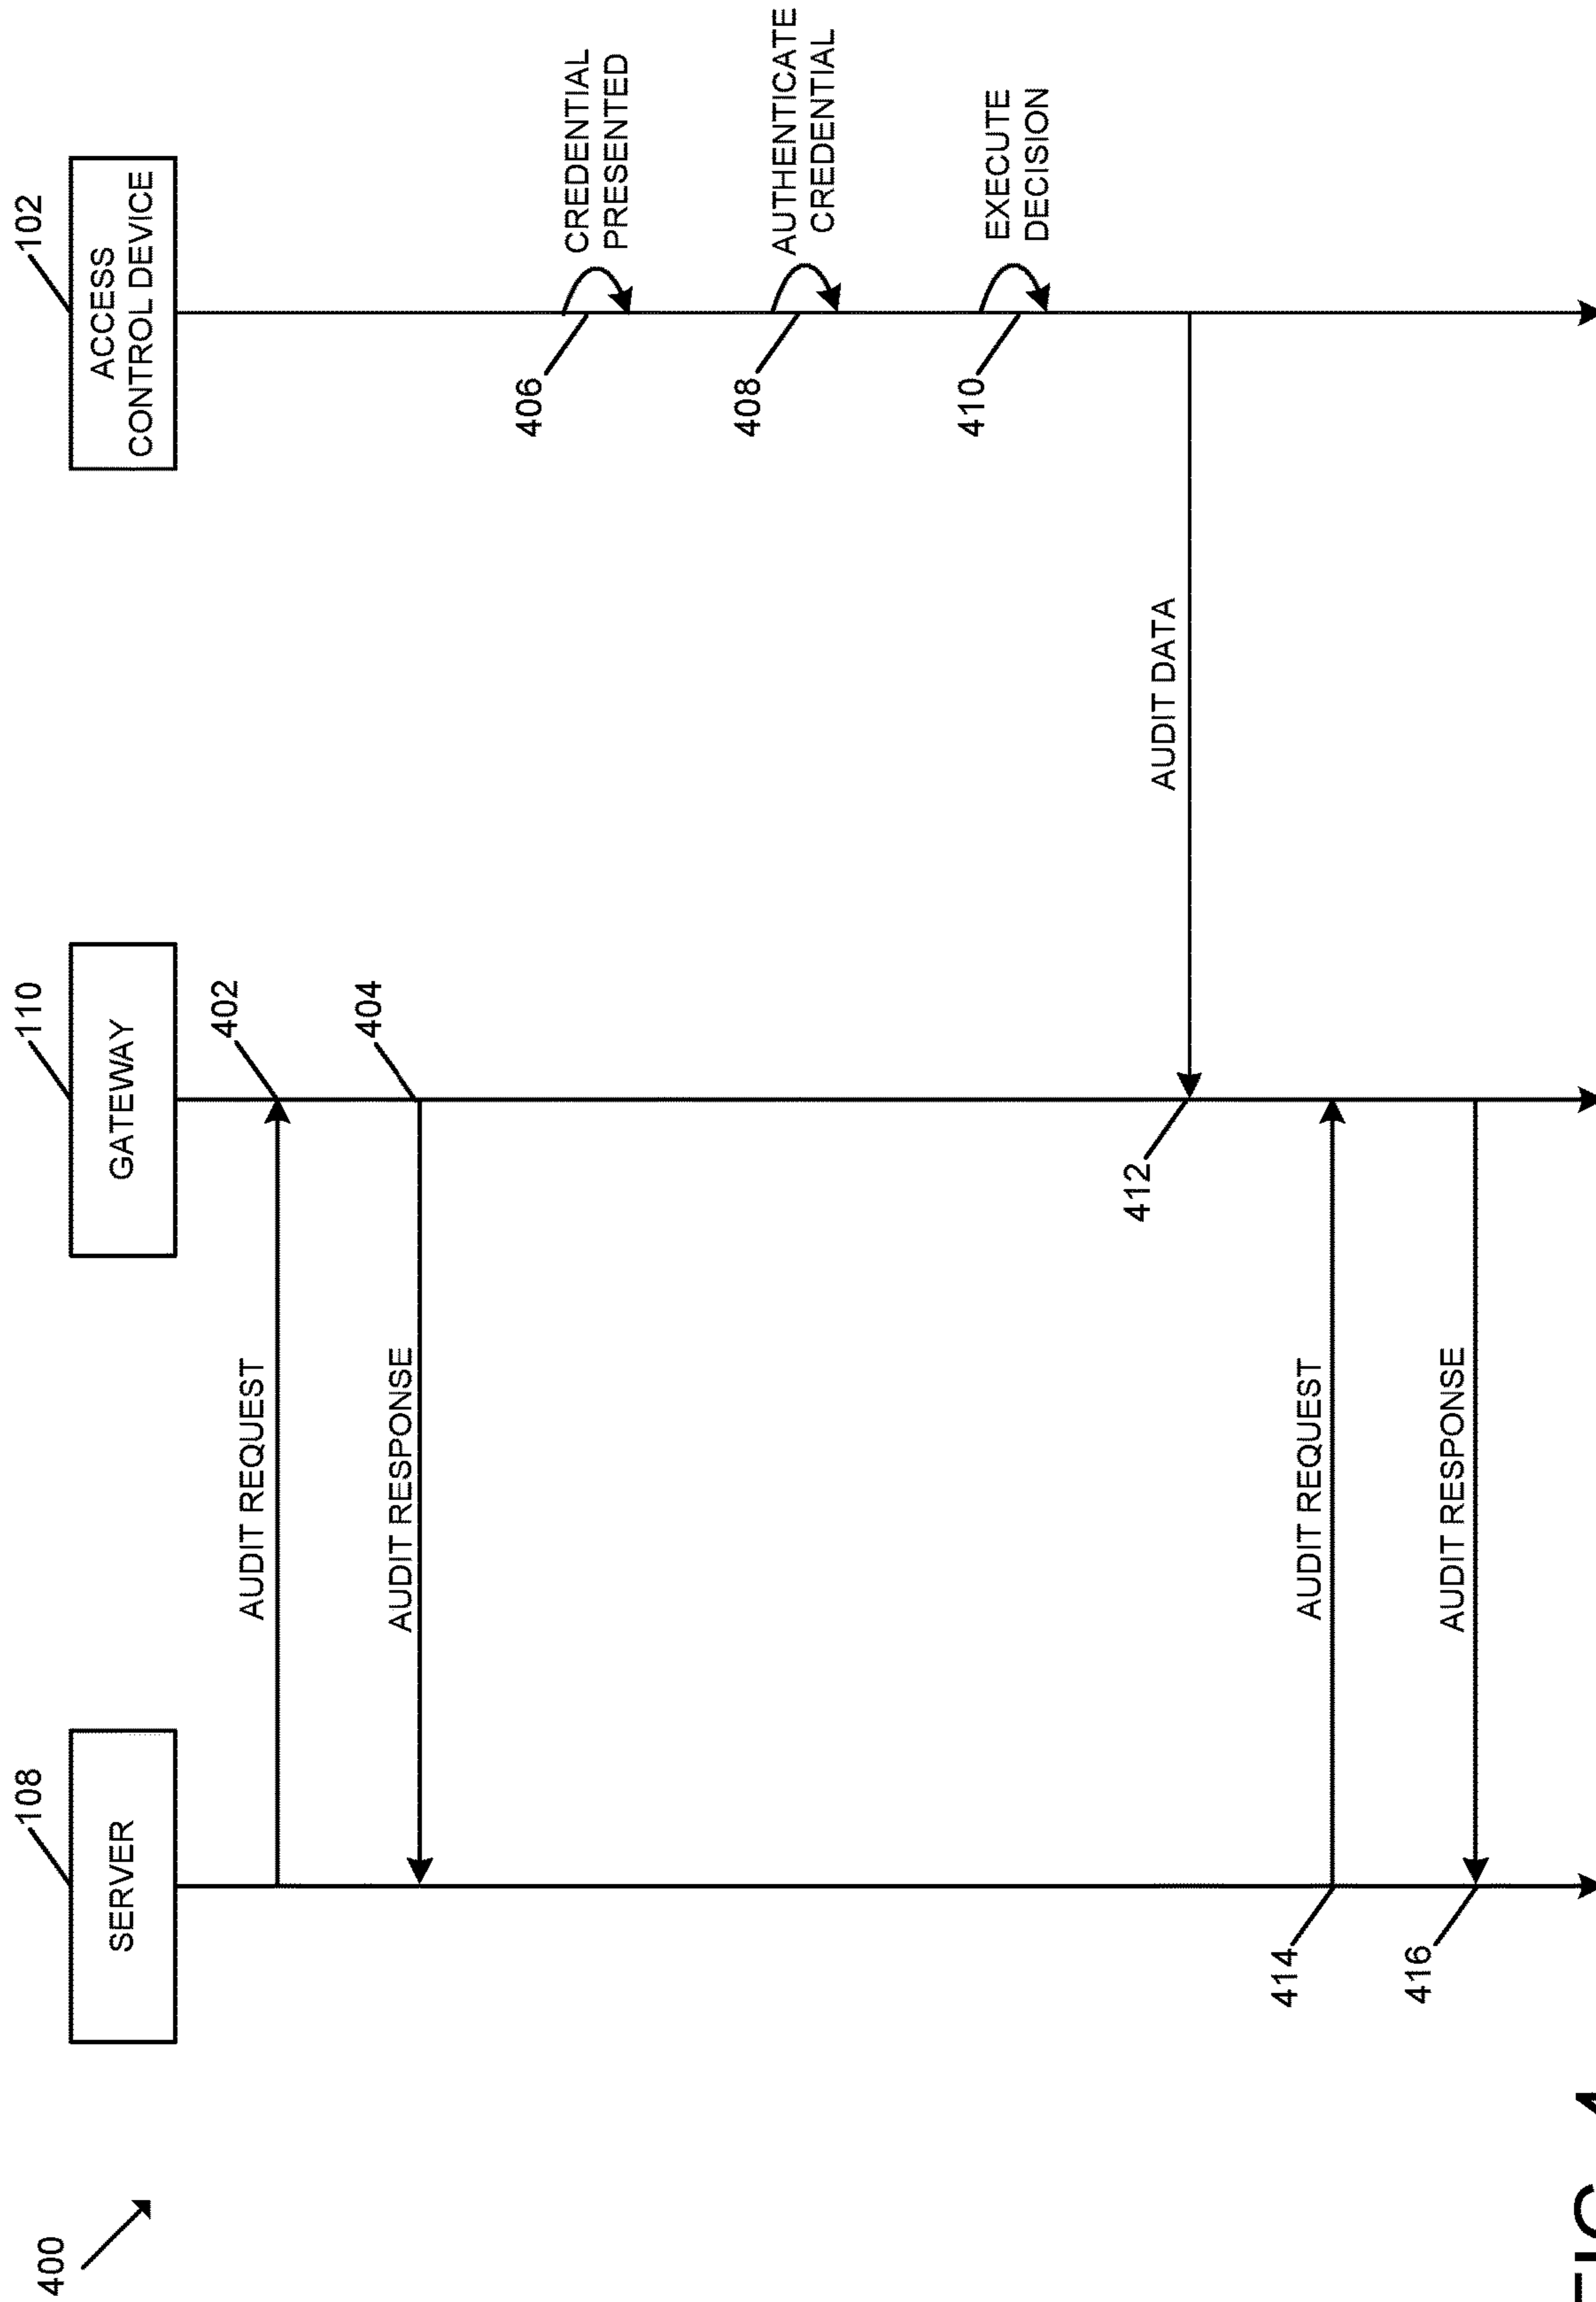 400
108
110
102
SERVER
GATEWAY
ACCESS
CONTROL DEVICE
AUDIT REQUEST
402
AUDIT RESPONSE
404
406
CREDENTIAL
PRESENTED
408
AUTHENTICATE
CREDENTIAL
410
EXECUTE
DECISION
412
AUDIT DATA
414
AUDIT REQUEST
416
AUDIT RESPONSE